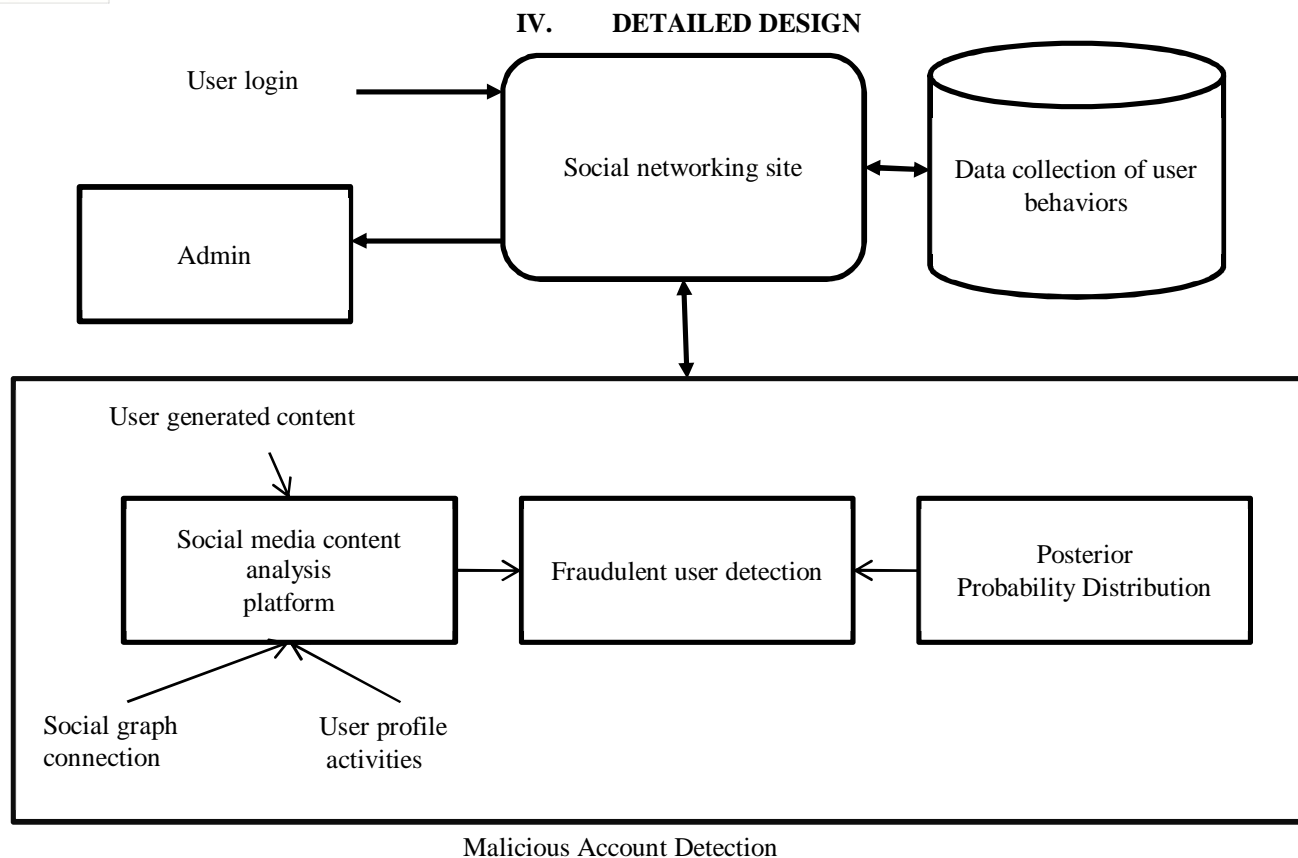 IV. DETAILED DESIGN
User login
Social networking site
Data collection of user
behaviors
Admin
User generated content
Social media content
analysis
platform
Fraudulent user detection
Posterior
Probability Distribution
Social graph
connection
User profile
activities
Malicious Account Detection